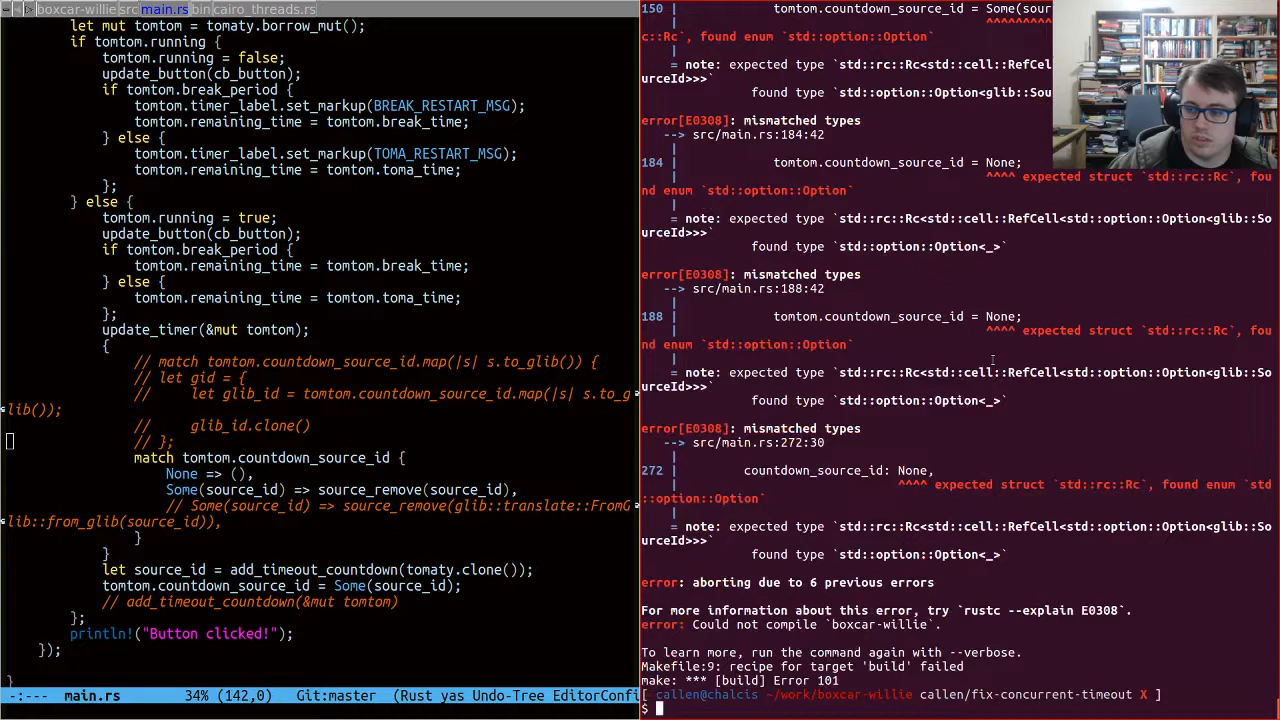 boxcar-willie src main.rs bin cairo_threads.rs
let mut tomtom = tomaty.borrow_mut();
if tomtom.running {
tomtom.running = false;
update_button(cb_button);
if tomtom.break_period {
tomtom.timer_label.set_markup(BREAK_RESTART_MSG);
tomtom.remaining_time = tomtom.break_time;
} else {
tomtom.timer_label.set_markup(TOMA_RESTART_MSG);
tomtom.remaining_time = tomtom.toma_time;
};
} else {
tomtom.running = true;
update_button(cb_button);
if tomtom.break_period {
tomtom.remaining_time = tomtom.break_time;
} else {
tomtom.remaining_time = tomtom.toma_time;
};
update_timer(&mut tomtom);
{
// match tomtom.countdown_source_id.map(|s| s.to_glib()) {
// let gid = {
//     let glib_id = tomtom.countdown_source_id.map(|s| s.to_g
lib());
//     glib_id.clone()
// };
match tomtom.countdown_source_id {
None => (),
Some(source_id) => source_remove(source_id),
// Some(source_id) => source_remove(glib::translate::FromG
lib::from_glib(source_id)),
}
}
let source_id = add_timeout_countdown(tomaty.clone());
tomtom.countdown_source_id = Some(source_id);
// add_timeout_countdown(&mut tomtom)
};
println!("Button clicked!");
});
}
-:--- main.rs 34% (142,0) Git:master (Rust yas Undo-Tree EditorConfi
150 | tomtom.countdown_source_id = Some(sour
| ^^^^^^^^^
c::Rc`, found enum `std::option::Option`
|
= note: expected type `std::rc::Rc<std::cell::RefCel
urceId>>>`
found type `std::option::Option<glib::Sou
error[E0308]: mismatched types
--> src/main.rs:184:42
|
184 | tomtom.countdown_source_id = None;
| ^^^^ expected struct `std::rc::Rc`, fou
nd enum `std::option::Option`
|
= note: expected type `std::rc::Rc<std::cell::RefCell<std::option::Option<glib::So
urceId>>>`
found type `std::option::Option<_>`
error[E0308]: mismatched types
--> src/main.rs:188:42
|
188 | tomtom.countdown_source_id = None;
| ^^^^ expected struct `std::rc::Rc`, fou
nd enum `std::option::Option`
|
= note: expected type `std::rc::Rc<std::cell::RefCell<std::option::Option<glib::So
urceId>>>`
found type `std::option::Option<_>`
error[E0308]: mismatched types
--> src/main.rs:272:30
|
272 | countdown_source_id: None,
| ^^^^ expected struct `std::rc::Rc`, found enum `std
::option::Option`
|
= note: expected type `std::rc::Rc<std::cell::RefCell<std::option::Option<glib::So
urceId>>>`
found type `std::option::Option<_>`
error: aborting due to 6 previous errors
For more information about this error, try `rustc --explain E0308`.
error: Could not compile `boxcar-willie`.
To learn more, run the command again with --verbose.
Makefile:9: recipe for target 'build' failed
make: *** [build] Error 101
[ callen@chalcis ~/work/boxcar-willie callen/fix-concurrent-timeout X ]
$